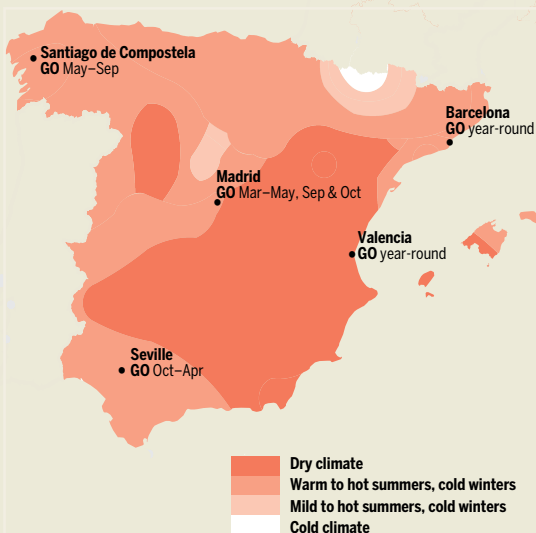 Santiago de Compostela
GO May–Sep
Barcelona
GO year-round
Madrid
GO Mar–May, Sep & Oct
Valencia
GO year-round
Seville
GO Oct–Apr
Dry climate
Warm to hot summers, cold winters
Mild to hot summers, cold winters
Cold climate